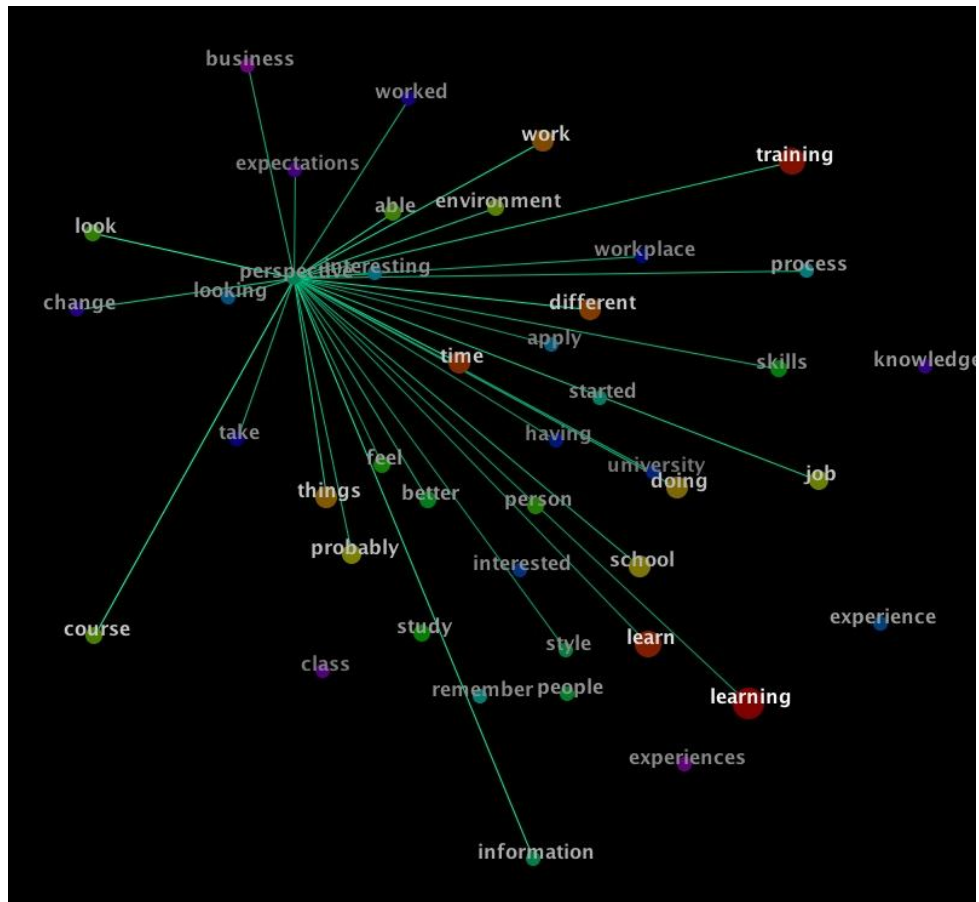 business
worked
work
training
expectations
able
environment
look
workplace
process
perspective
interesting
looking
change
different
apply
time
skills
knowledge
started
take
having
feel
university
job
things
better
person
doing
probably
interested
school
course
study
style
learn
experience
class
remember
people
learning
experiences
information